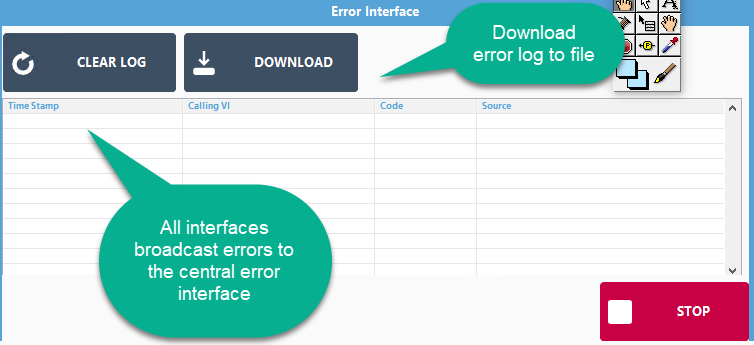 Error Interface
Download
error log to file
CLEAR LOG
DOWNLOAD
Time Stamp
Calling VI
Code
Source
All interfaces
broadcast errors to
the central error
interface
STOP